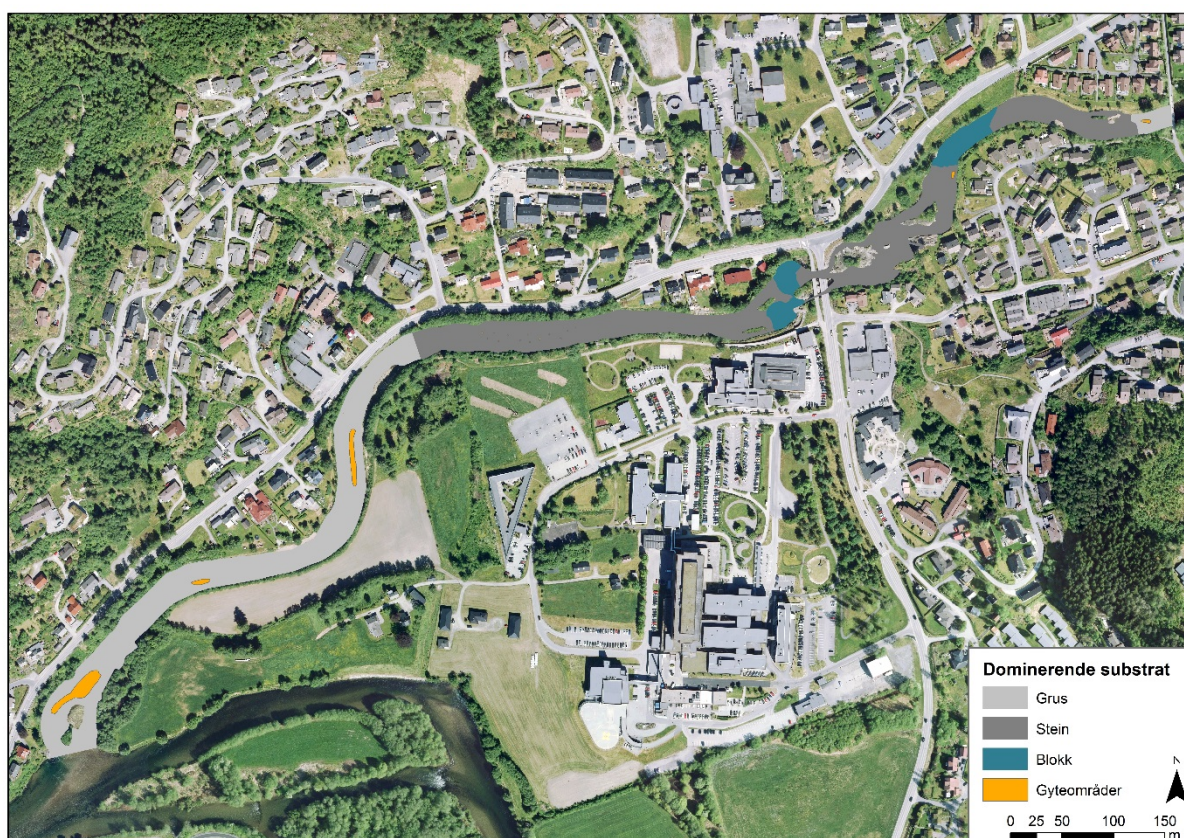 Dominerende substrat
Grus
Stein
Blokk
Gyteområder
N
0 25 50 100 150
m